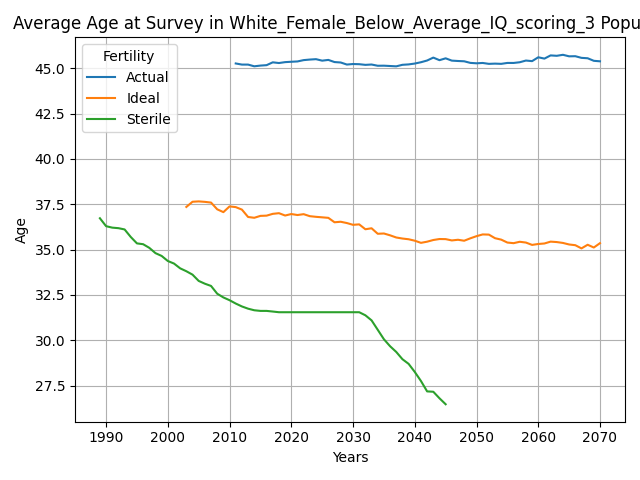 Average Age at Survey in White_Female_Below_Average_IQ_scoring_3 Popu
Fertility
Actual
Ideal
Sterile
45.0
42.5
40.0
37.5
35.0
32.5
30.0
27.5
Age
1990 2000 2010 2020 2030 2040 2050 2060 2070
Years